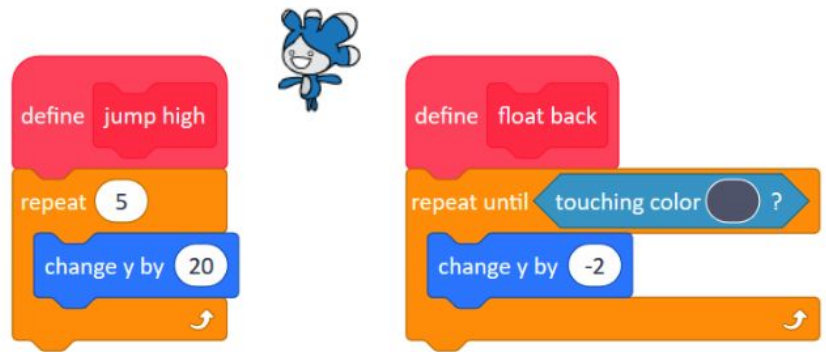 define jump high
repeat 5
change y by 20
define float back
repeat until touching color ?
change y by -2